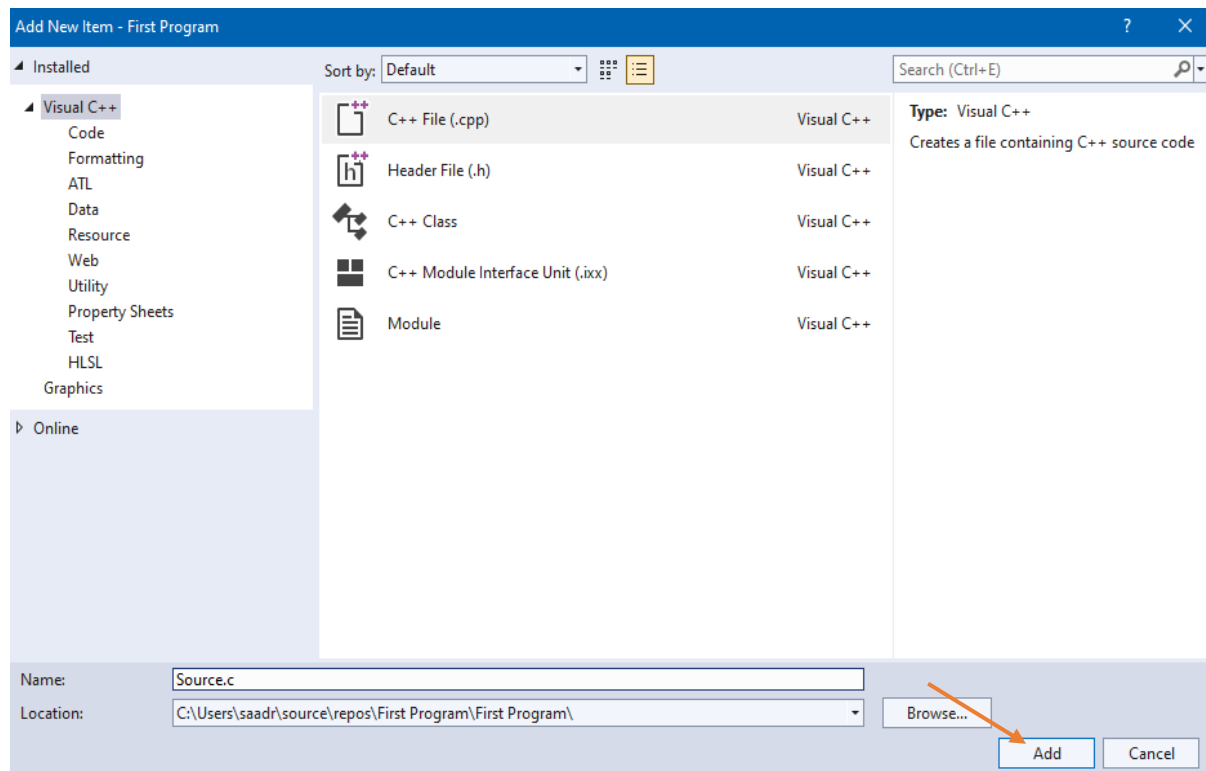 Add New Item - First Program
?
Installed
Sort by: Default
Search (Ctrl+E)
Visual C++
Code
Formatting
ATL
Data
Resource
Web
Utility
Property Sheets
Test
HLSL
Graphics
Online
C++ File (.cpp) Visual C++
Header File (.h) Visual C++
C++ Class Visual C++
C++ Module Interface Unit (.ixx) Visual C++
Module Visual C++
Type: Visual C++
Creates a file containing C++ source code
Name: Source.c
Location: C:\Users\saadr\source\repos\First Program\First Program\
Browse...
Add Cancel